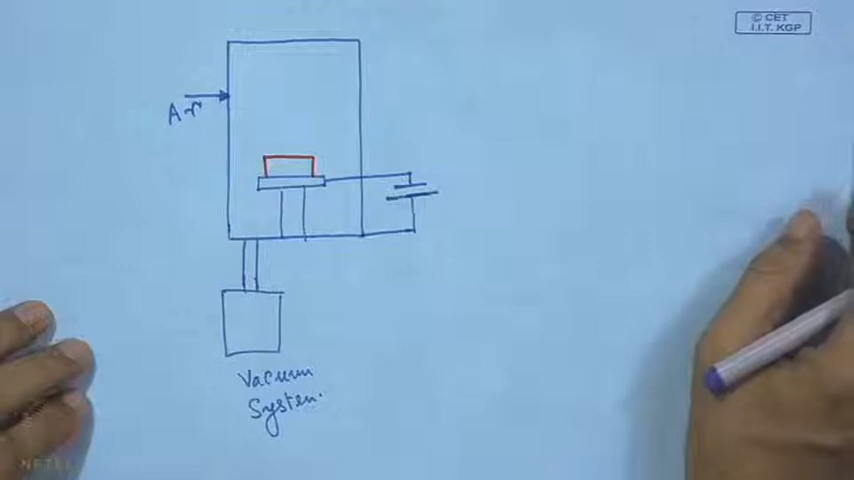 © CET
I.I.T. KGP
Ar
Vacuum
System.
NPTEL